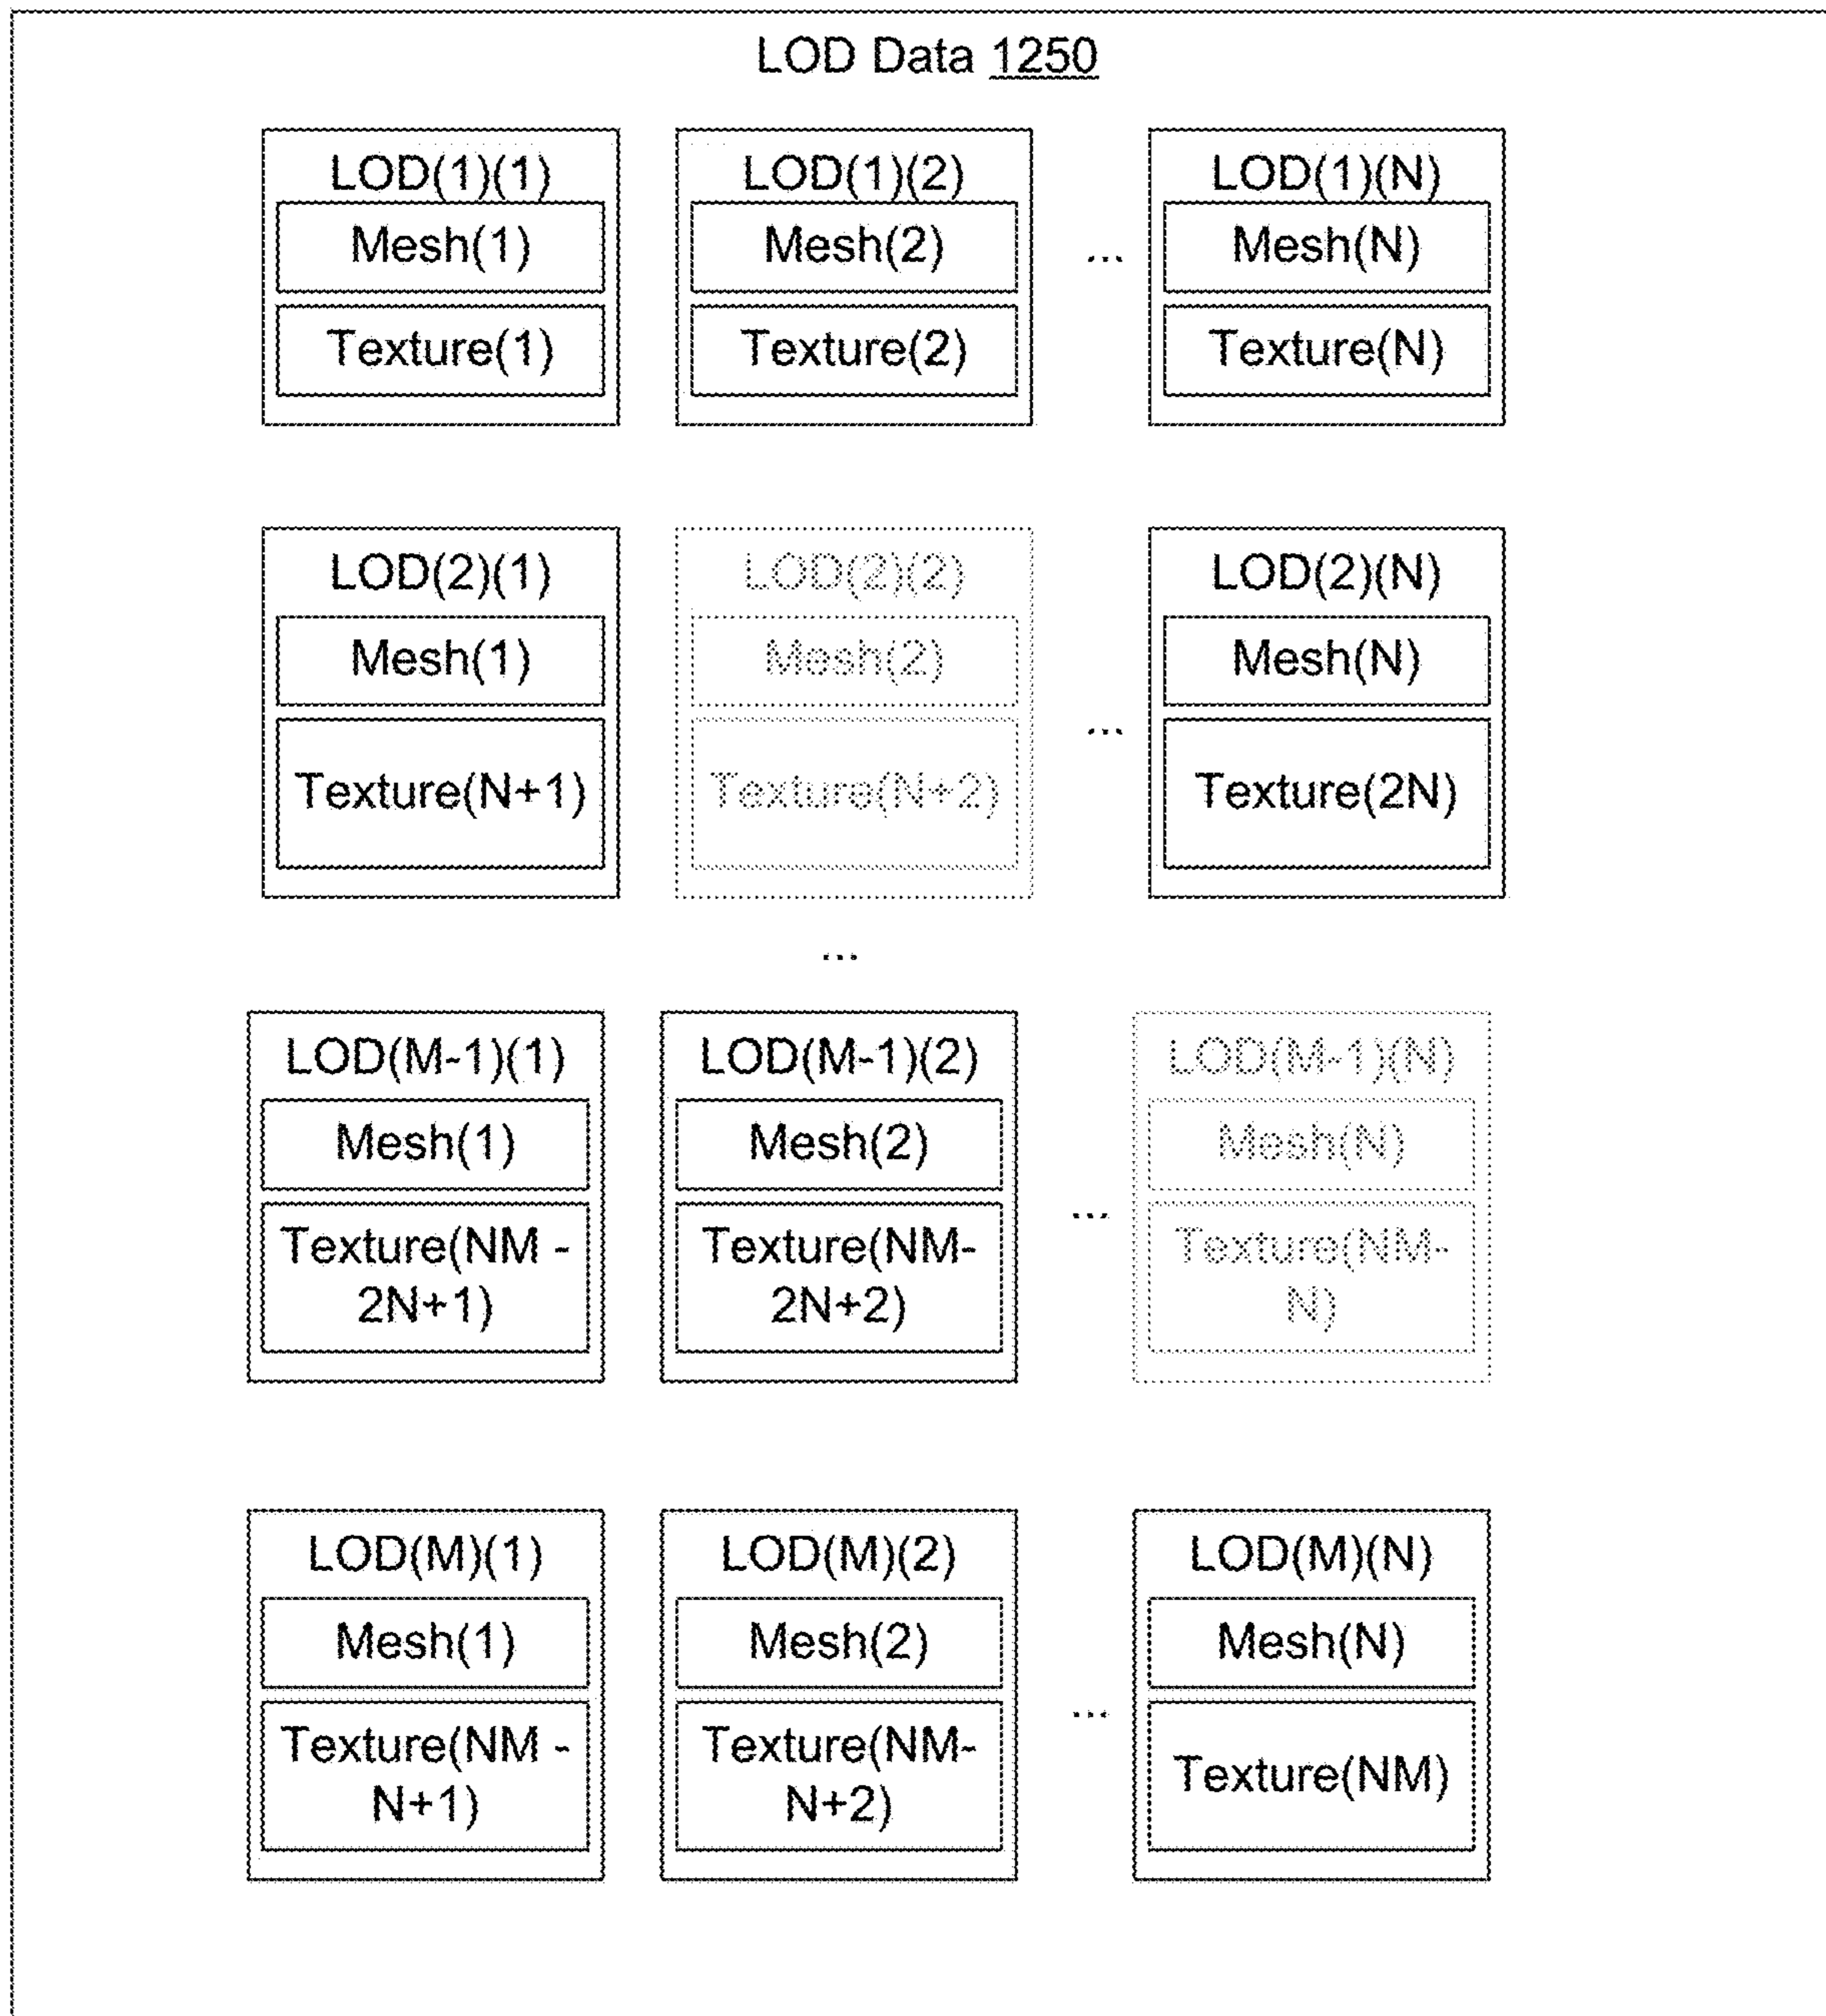 LOD Data 1250
LOD(1)(1)
Mesh(1)
Texture(1)
LOD(1)(2)
Mesh(2)
Texture(2)
...
LOD(1)(N)
Mesh(N)
Texture(N)
LOD(2)(1)
Mesh(1)
Texture(N+1)
LOD(2)(2)
Mesh(2)
Texture(N+2)
...
LOD(2)(N)
Mesh(N)
Texture(2N)
...
LOD(M-1)(1)
Mesh(1)
Texture(NM -
2N+1)
LOD(M-1)(2)
Mesh(2)
Texture(NM-
2N+2)
...
LOD(M-1)(N)
Mesh(N)
Texture(NM-
N)
LOD(M)(1)
Mesh(1)
Texture(NM -
N+1)
LOD(M)(2)
Mesh(2)
Texture(NM-
N+2)
...
LOD(M)(N)
Mesh(N)
Texture(NM)